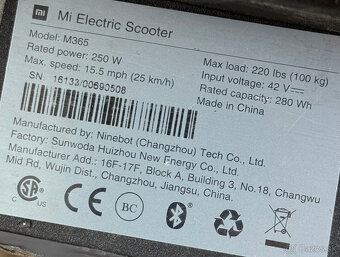 mi Mi Electric Scooter
Model: M365
Rated power: 250 W
Max. speed: 15.5 mph (25 km/h)
SN: 16133/00690508
Max load: 220 lbs (100 kg)
Input voltage: 42 V⎓
Rated capacity: 280 Wh
Made in China
Manufactured by: Ninebot (Changzhou) Tech Co., Ltd.
Factory: Sunwoda Huizhou New Energy Co., Ltd.
Manufacturer Add.: 16F-17F, Block A, Building 3, No.18, Changwu
Mid Rd, Wujin Dist., Changzhou, Jiangsu, China.
C US
CE
BC